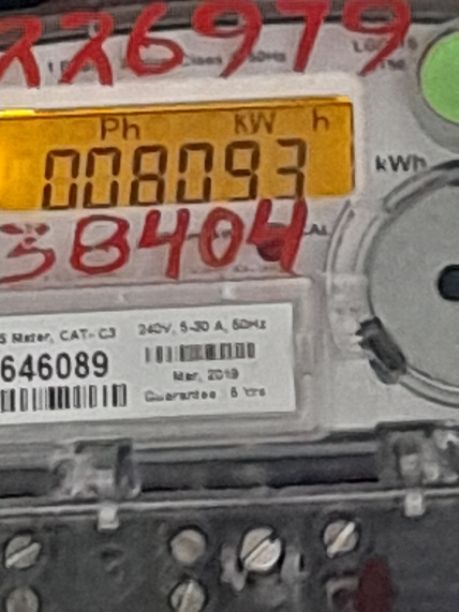 226979
Ph KW h
008093
kWh
38404
S Meter, CAT-C3 240V, 5-30 A, 50Hz
646089
Mar, 2019
Guarantee : 5 Yrs